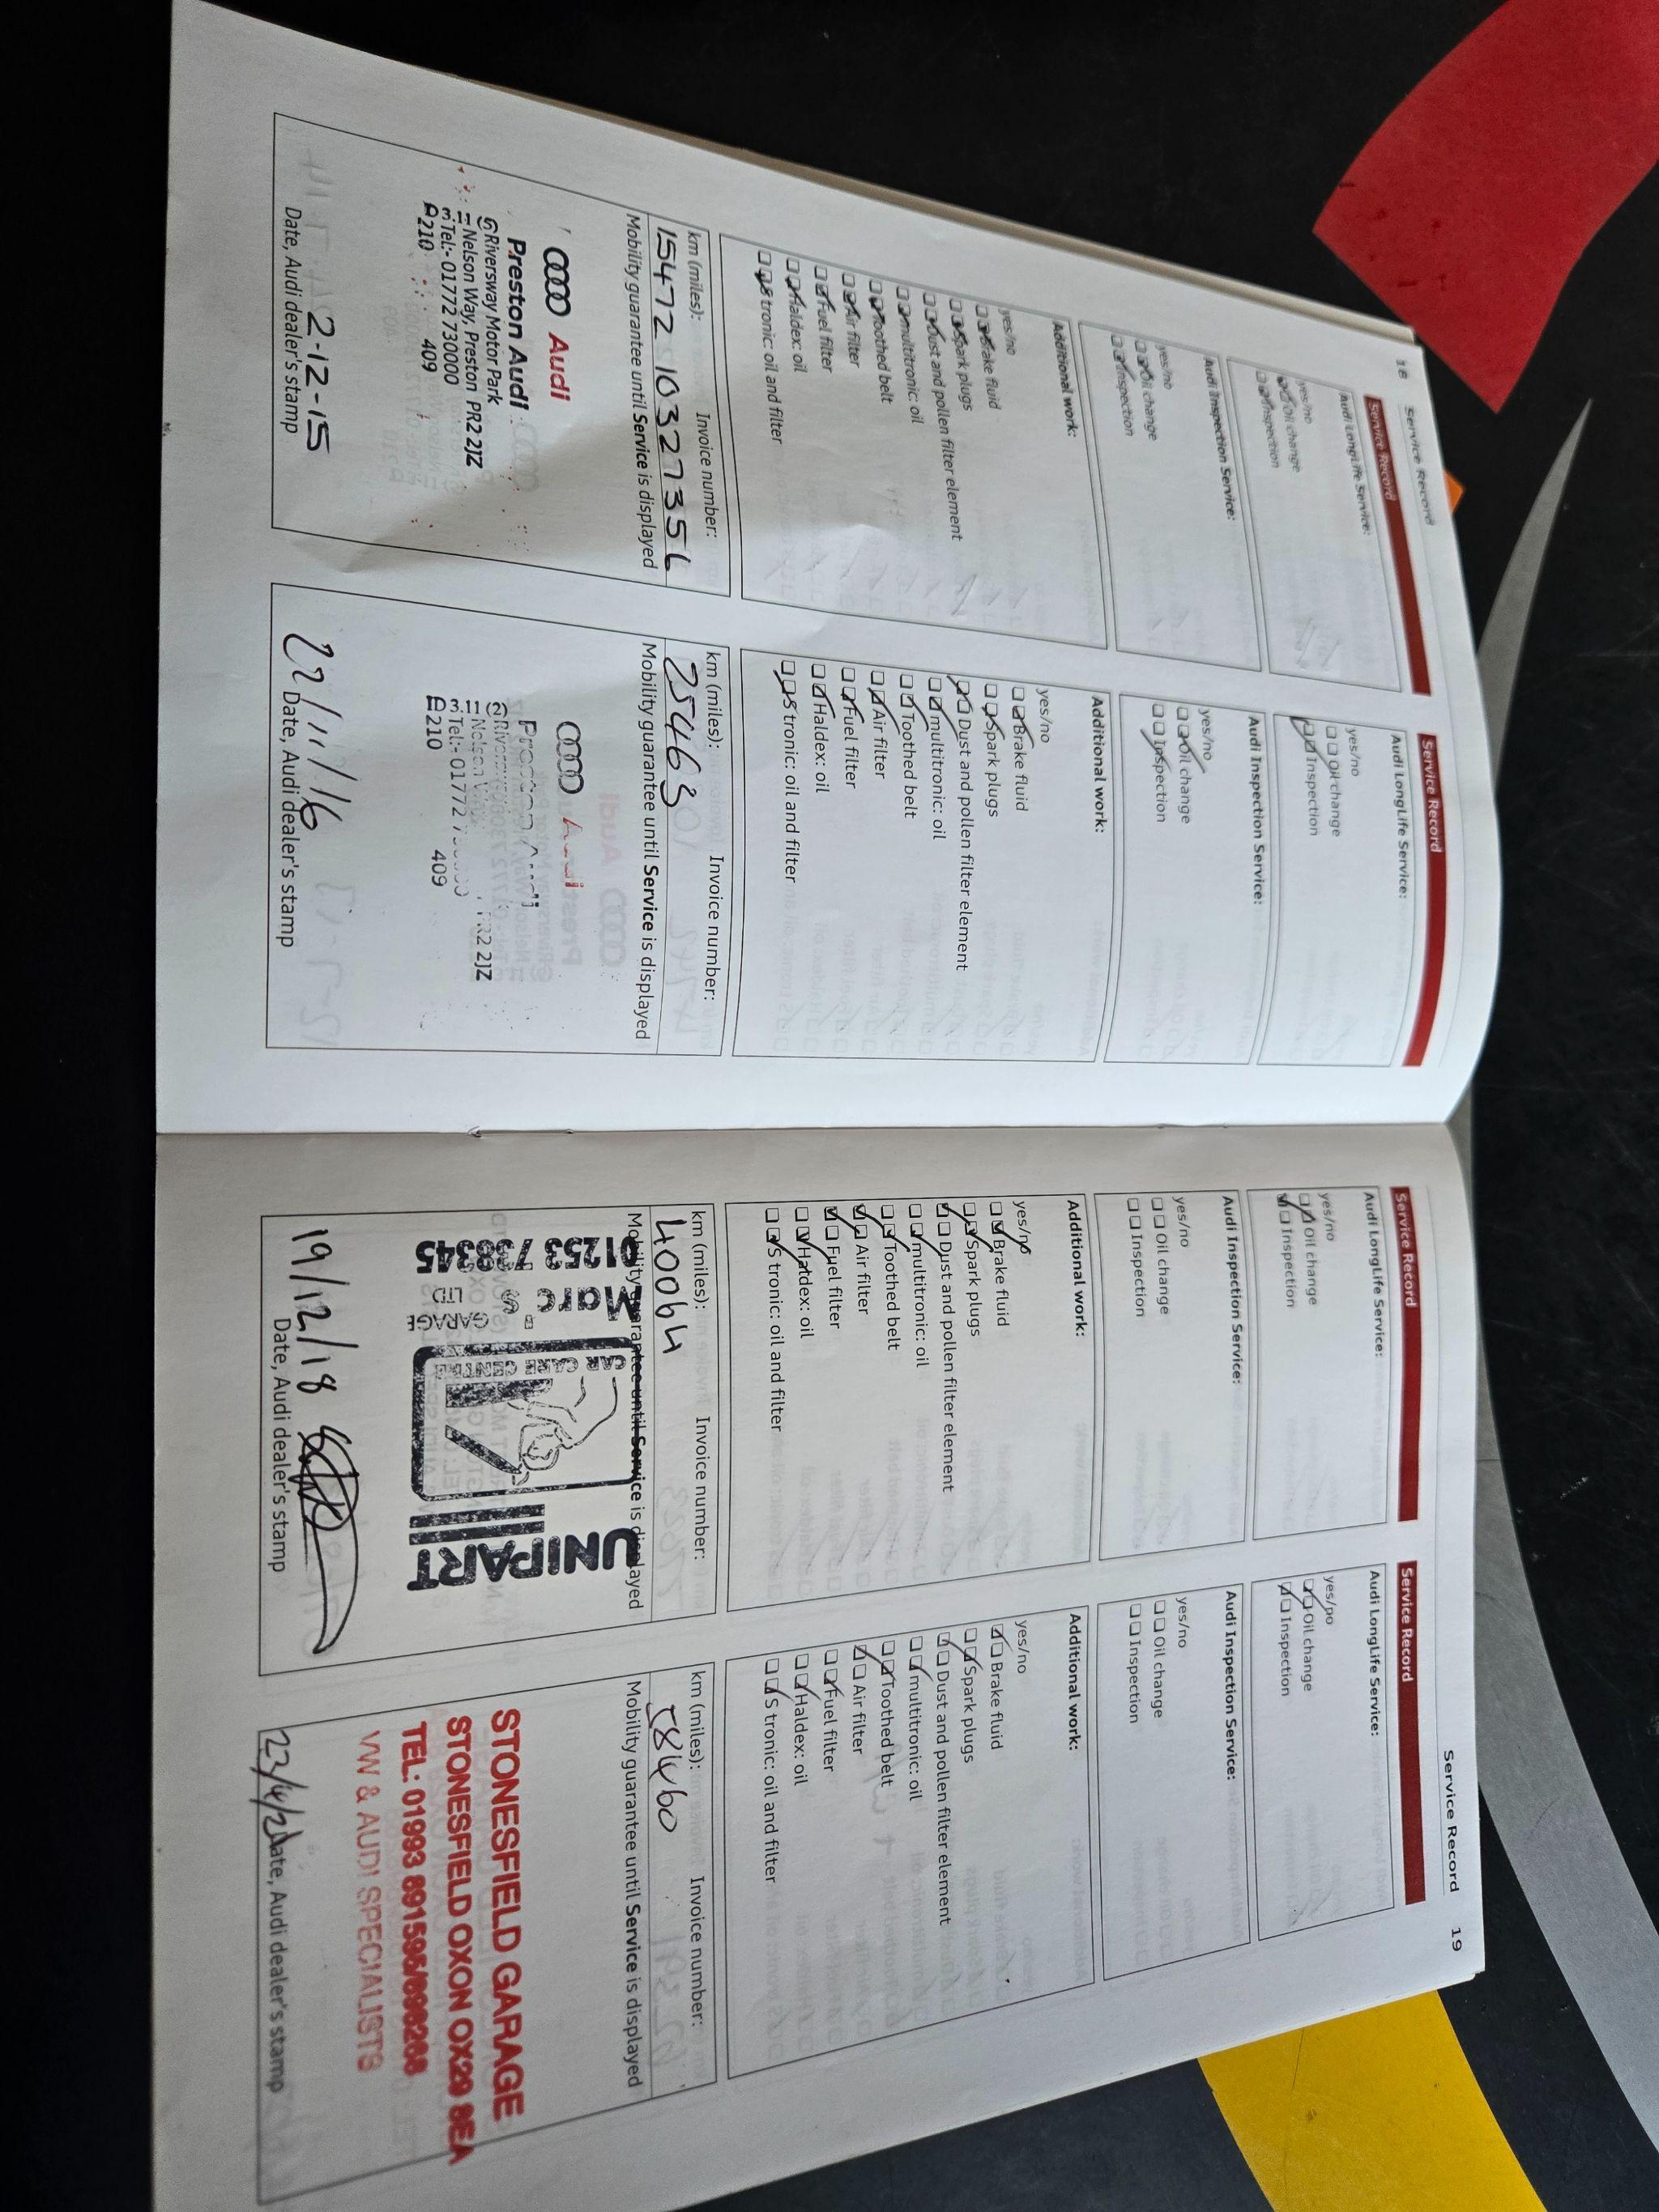 18 Service Record
Service Record
Audi LongLife Service:
yes/no
Oil change
Inspection
Audi Inspection Service:
yes/no
Oil change
Inspection
Additional work:
yes/no
Brake fluid
Spark plugs
Dust and pollen filter element
multitronic: oil
Toothed belt
Air filter
Fuel filter
Haldex: oil
S tronic: oil and filter
km (miles): Invoice number:
15472
Mobility guarantee until Service is displayed
Audi
Preston Audi
Riversway Motor Park
Nelson Way, Preston PR2 2JZ
Tel:- 01772 730000
210 409
2-12-15
Date, Audi dealer's stamp
Service Record
Audi LongLife Service:
yes/no
Oil change
Inspection
Audi Inspection Service:
yes/no
Oil change
Inspection
Additional work:
yes/no
Brake fluid
Spark plugs
Dust and pollen filter element
multitronic: oil
Toothed belt
Air filter
Fuel filter
Haldex: oil
S tronic: oil and filter
km (miles): Invoice number:
25463
Mobility guarantee until Service is displayed
PR2 2JZ
Tel:- 01772
210 409
22/11/16
Date, Audi dealer's stamp
Service Record
Audi LongLife Service:
yes/no
Oil change
Inspection
Audi Inspection Service:
yes/no
Oil change
Inspection
Additional work:
yes/no
Brake fluid
Spark plugs
Dust and pollen filter element
multitronic: oil
Toothed belt
Air filter
Fuel filter
Haldex: oil
S tronic: oil and filter
km (miles): Invoice number:
40064
Mobility guarantee until Service is displayed
UNIPART
CAR CARE CENTRE
Marc
GARAGE
LTD
01253 738345
19/12/18
Date, Audi dealer's stamp
Service Record 19
Service Record
Audi LongLife Service:
yes/no
Oil change
Inspection
Audi Inspection Service:
yes/no
Oil change
Inspection
Additional work:
yes/no
Brake fluid
Spark plugs
Dust and pollen filter element
multitronic: oil
Toothed belt
Air filter
Fuel filter
Haldex: oil
S tronic: oil and filter
km (miles): Invoice number:
58460
Mobility guarantee until Service is displayed
STONESFIELD GARAGE
STONESFIELD OXON OX29 8EA
TEL: 01993 891595/898288
VW & AUDI SPECIALISTS
23/4/21
Date, Audi dealer's stamp